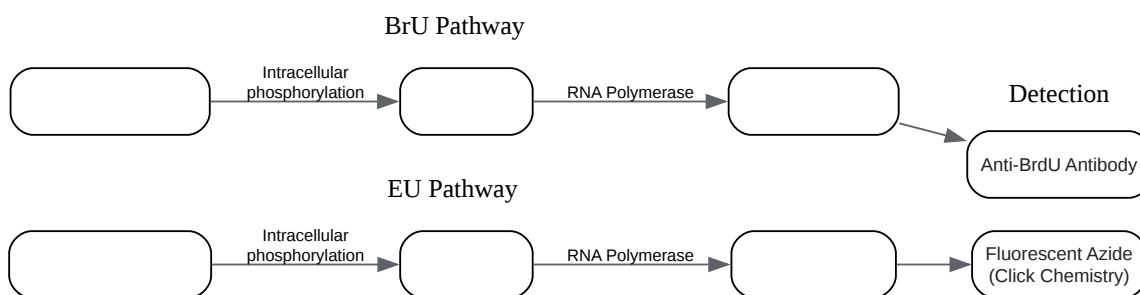 BrU Pathway
Intracellular
phosphorylation
RNA Polymerase
Detection
Anti-BrdU Antibody
EU Pathway
Intracellular
phosphorylation
RNA Polymerase
Fluorescent Azide
(Click Chemistry)